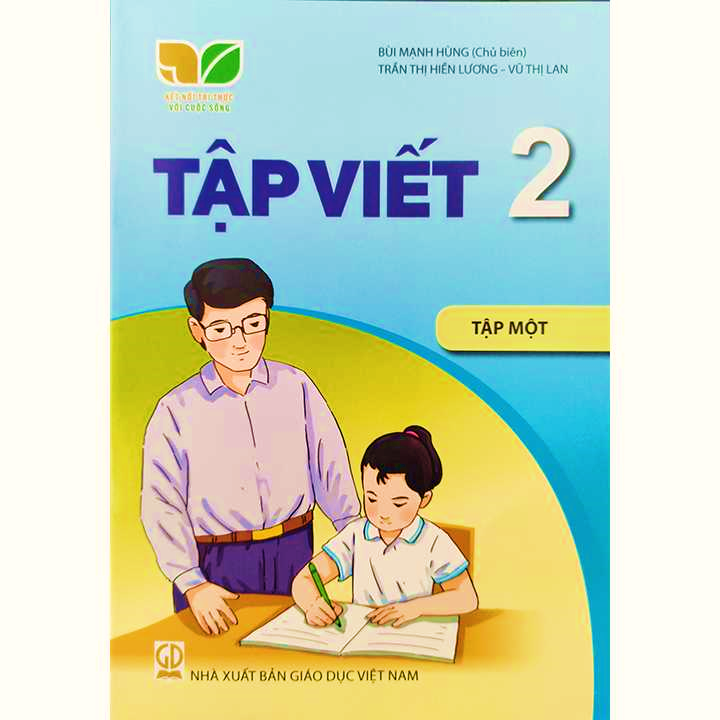 BÙI MẠNH HÙNG (Chủ biên)
TRẦN THỊ HIỀN LƯƠNG – VŨ THỊ LAN
KẾT NỐI TRI THỨC
VỚI CUỘC SỐNG
TẬP VIẾT 2
TẬP MỘT
GD
NHÀ XUẤT BẢN GIÁO DỤC VIỆT NAM